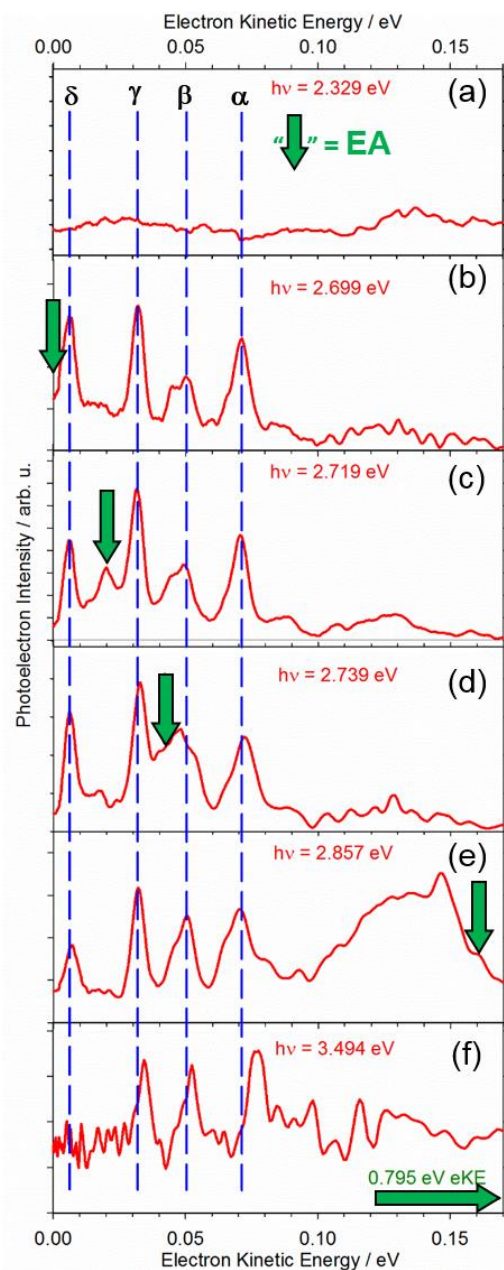 Electron Kinetic Energy / eV
0.00 0.05 0.10 0.15
δ γ β α
hν = 2.329 eV
(a)
“ ” = EA
hν = 2.699 eV
(b)
hν = 2.719 eV
(c)
Photoelectron Intensity / arb. u.
hν = 2.739 eV
(d)
hν = 2.857 eV
(e)
hν = 3.494 eV
(f)
0.795 eV eKE
0.00 0.05 0.10 0.15
Electron Kinetic Energy / eV